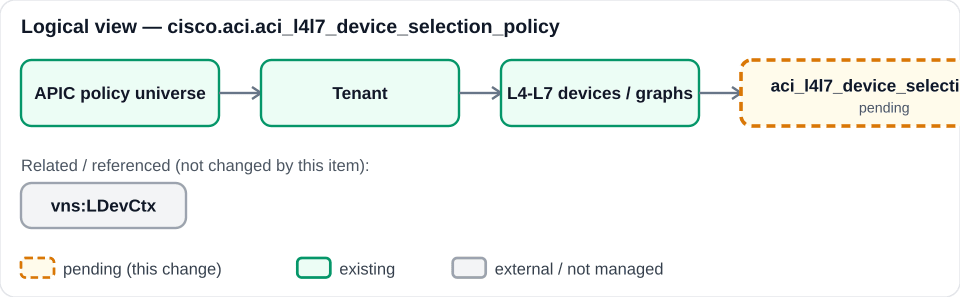 Logical view — cisco.aci.aci_l4l7_device_selection_policy
APIC policy universe
Tenant
L4-L7 devices / graphs
aci_l4l7_device_selecti
pending
Related / referenced (not changed by this item):
vns:LDevCtx
pending (this change)
existing
external / not managed